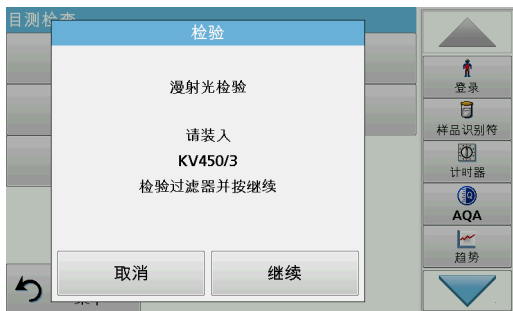 目测检查
检验
漫射光检验
请装入
KV450/3
检验过滤器并按继续
取消
继续
登录
样品识别符
计时器
AQA
趋势